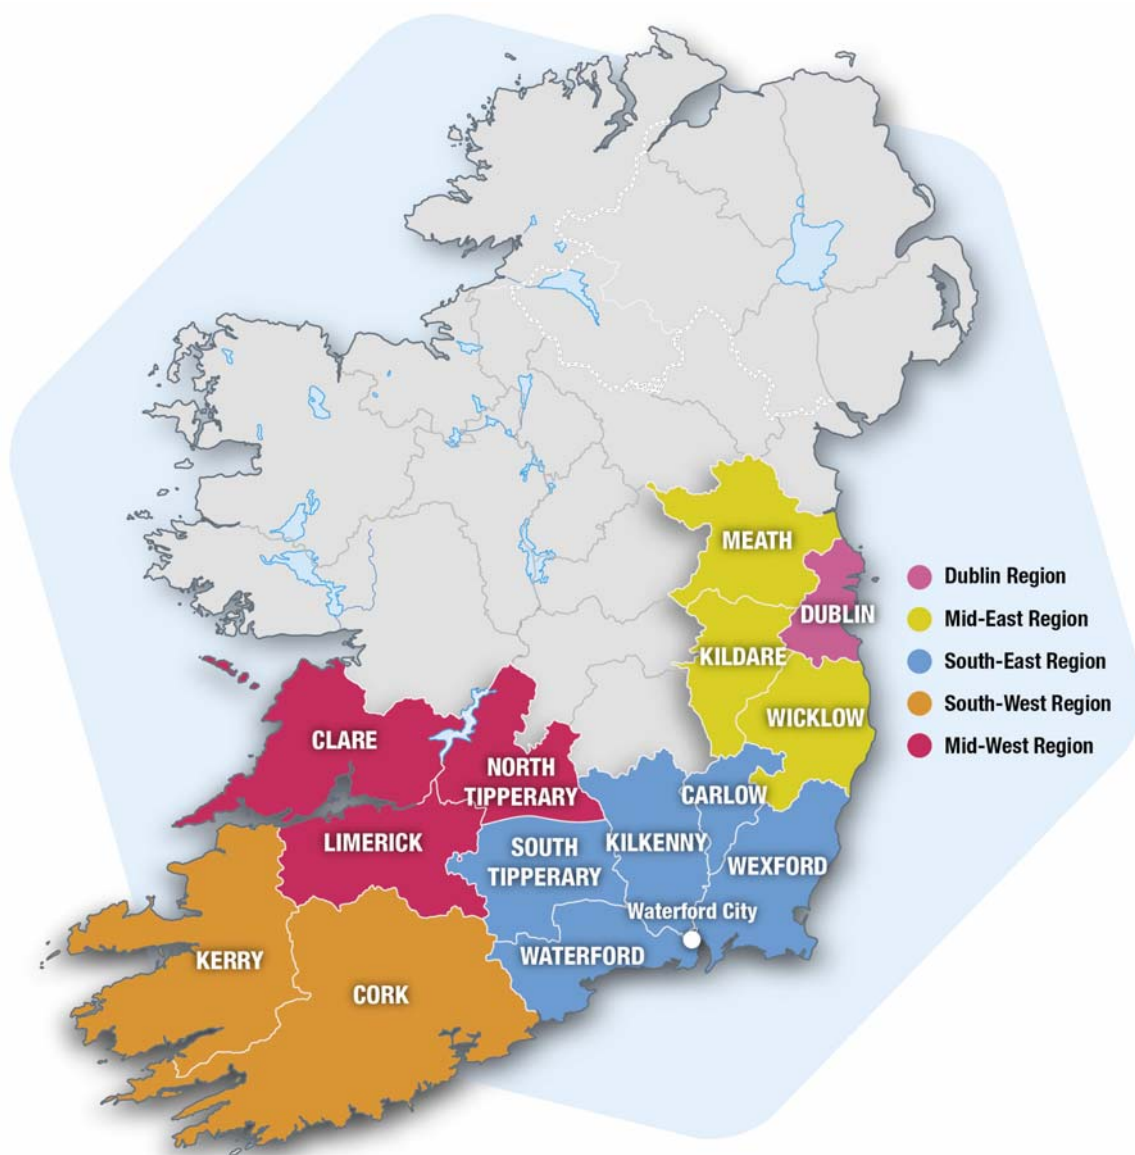 MEATH
DUBLIN
KILDARE
WICKLOW
CLARE
NORTH
TIPPERARY
CARLOW
LIMERICK
SOUTH
TIPPERARY
KILKENNY
WEXFORD
Waterford City
WATERFORD
KERRY
CORK
Dublin Region
Mid-East Region
South-East Region
South-West Region
Mid-West Region